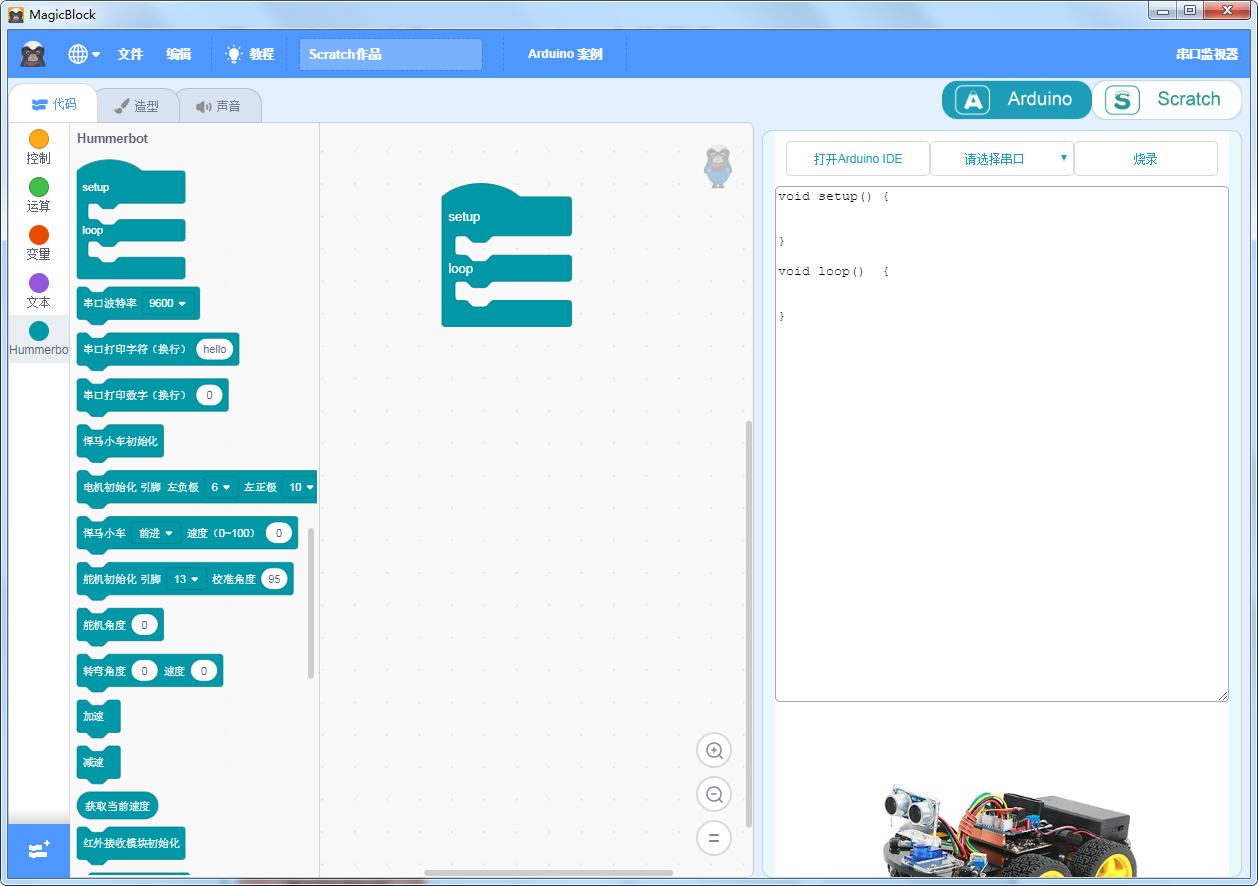 MagicBlock
文件 编辑 教程 Scratch作品 Arduino 案例 串口监视器
代码 造型 声音
Arduino Scratch
控制
运算
变量
文本
Hummerbot
Hummerbot
setup
loop
串口波特率 9600
串口打印字符（换行） hello
串口打印数字（换行） 0
悍马小车初始化
电机初始化 引脚 左负极 6 左正极 10
悍马小车 前进 速度（0~100） 0
舵机初始化 引脚 13 校准角度 95
舵机角度 0
转弯角度 0 速度 0
加速
减速
获取当前速度
红外接收模块初始化
setup
loop
打开Arduino IDE 请选择串口 烧录
void setup() {
}
void loop() {
}